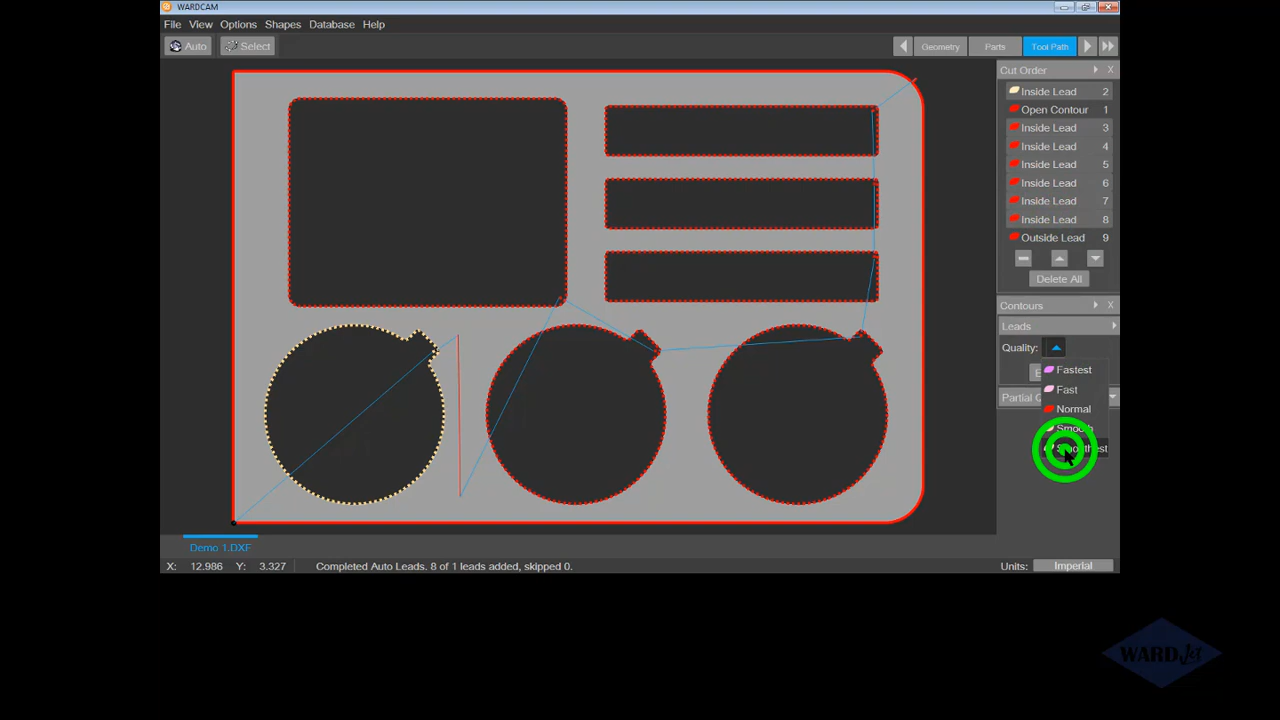 WARDCAM
File View Options Shapes Database Help
Auto Select
Geometry Parts Tool Path
Cut Order X
Inside Lead 2
Open Contour 1
Inside Lead 3
Inside Lead 4
Inside Lead 5
Inside Lead 6
Inside Lead 7
Inside Lead 8
Outside Lead 9
Delete All
Contours X
Leads
Quality:
Fastest
Fast
Partial
Normal
Smooth
Demo 1.DXF
X: 12.986 Y: 3.327 Completed Auto Leads. 8 of 1 leads added, skipped 0. Units: Imperial
WARDJet